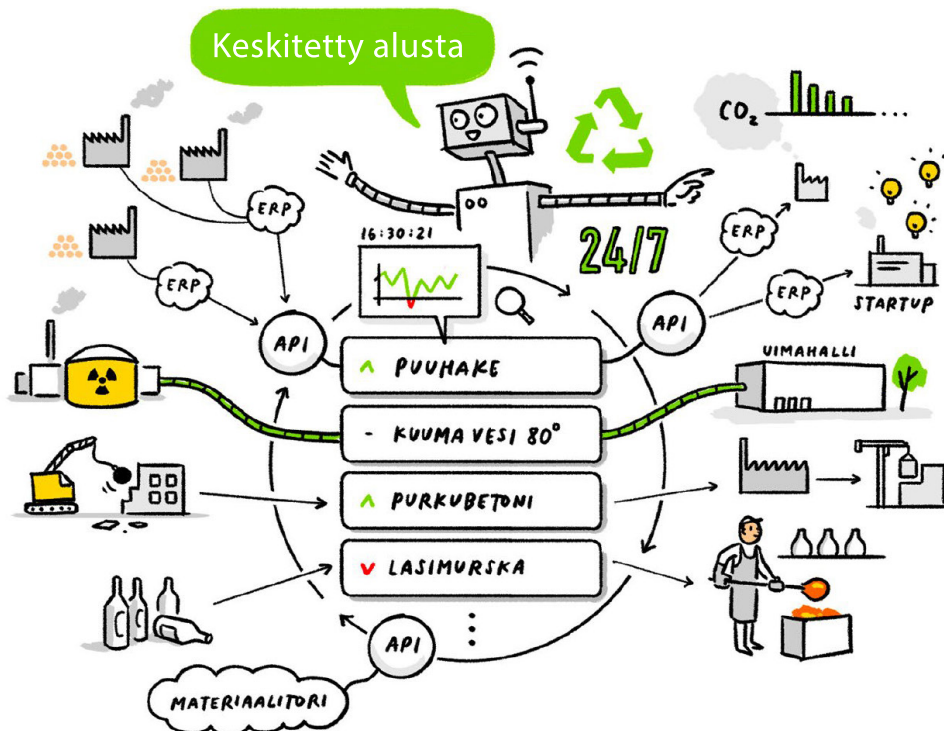 Keskitetty alusta
CO₂
ERP
24/7
ERP
16:30:21
ERP
ERP
STARTUP
API
API
UIMAHALLI
^ PUUHAKE
- KUUMA VESI 80°
^ PURKUBETONI
v LASIMURSKA
API
MATERIAALITORI